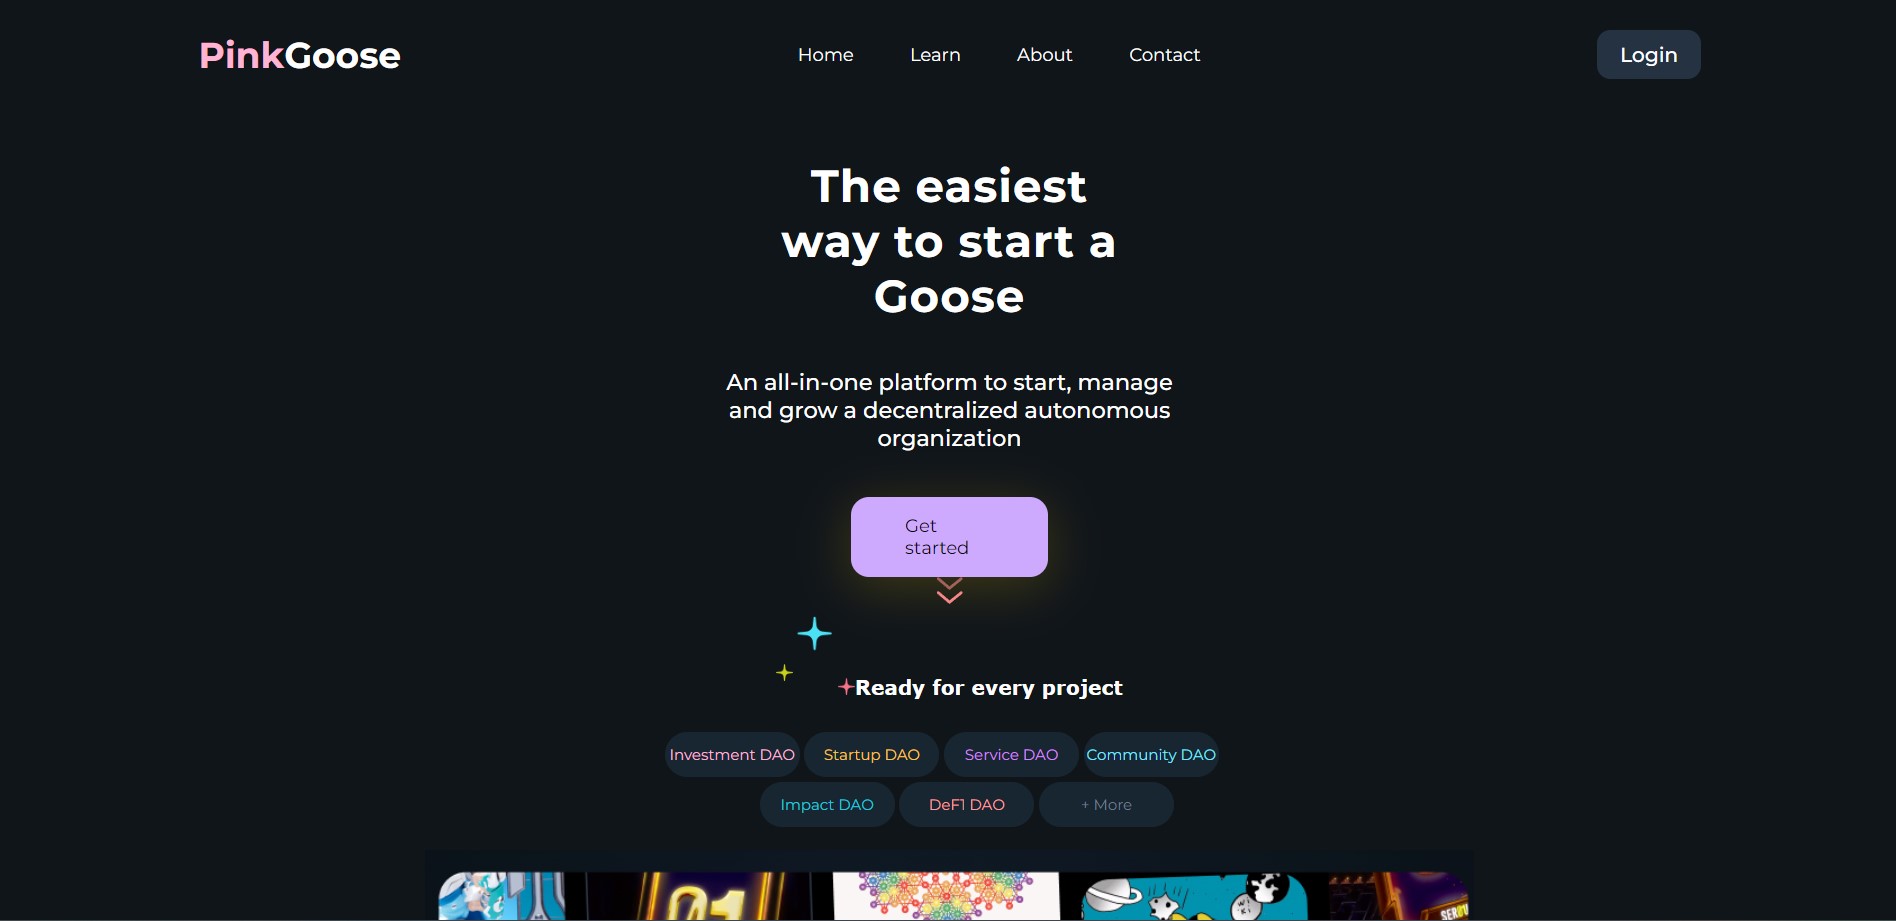 PinkGoose
Home
Learn
About
Contact
Login
The easiest
way to start a
Goose
An all-in-one platform to start, manage
and grow a decentralized autonomous
organization
Get
started
Ready for every project
Investment DAO
Startup DAO
Service DAO
Community DAO
Impact DAO
DeF1 DAO
+ More
01